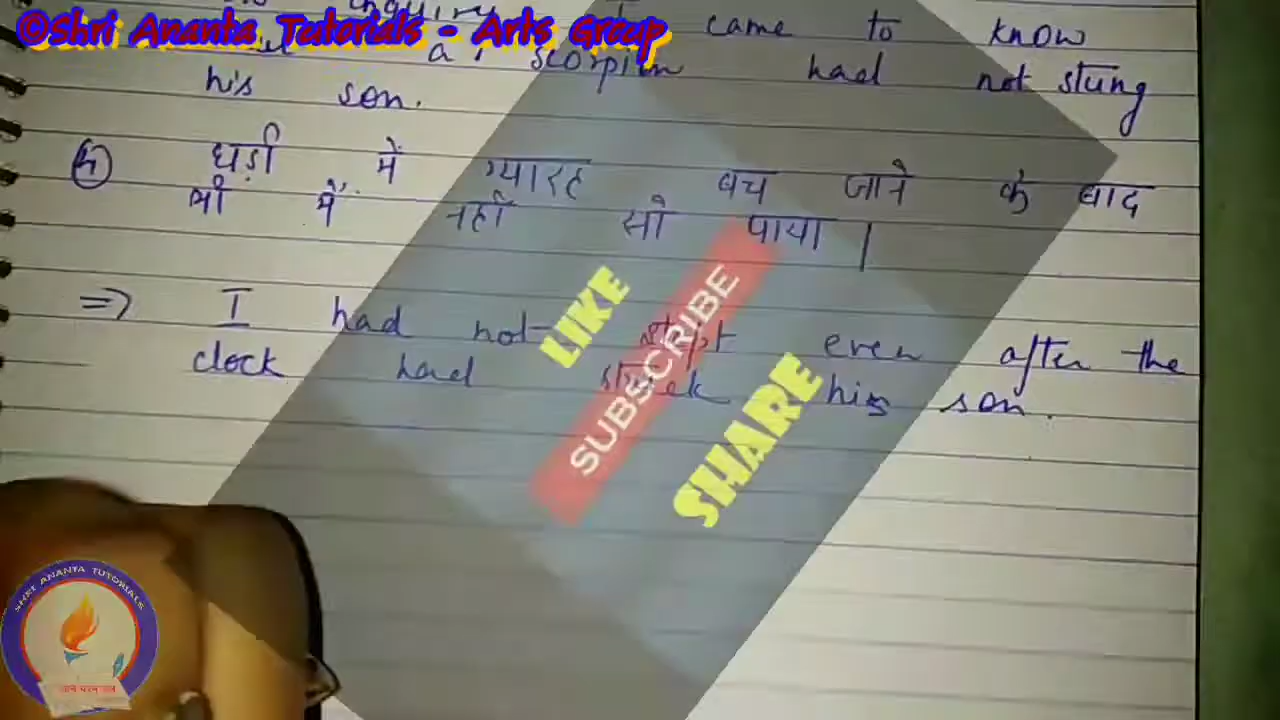 ©Shri Ananta Tutorials - Arts Group
came to know
a scorpion had not stung
his son.
घड़ी में ग्यारह बच जाने के बाद
भी में नहीं सो पाया |
⇒ I had not slept even after the
clock had struck his son.
LIKE
SUBSCRIBE
SHARE
SHRI ANANTA TUTORIALS